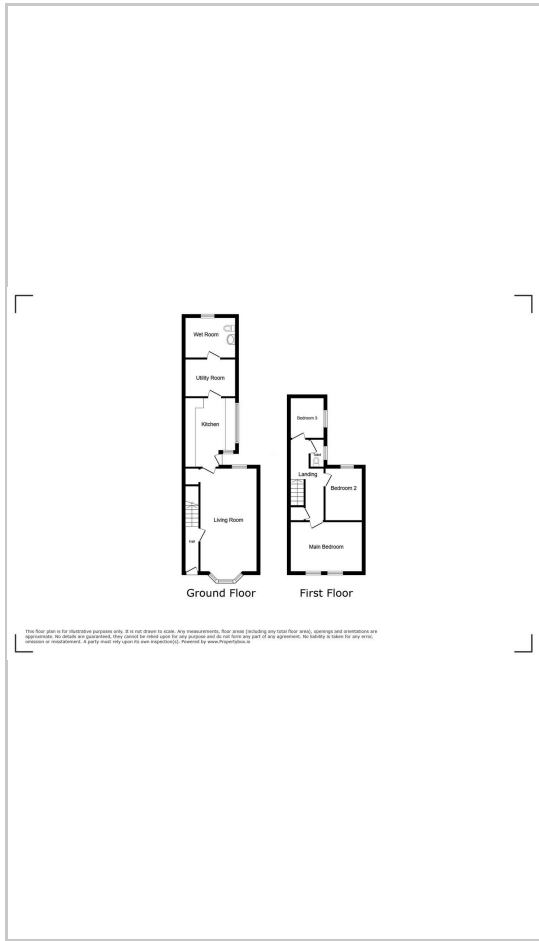 Wet Room
Utility Room
Kitchen
Living Room
Hall
Ground Floor
Bedroom 3
Toilet
Landing
Bedroom 2
Main Bedroom
First Floor
This floor plan is for illustrative purposes only. It is not drawn to scale. Any measurements, floor areas (including any total floor area), openings and orientations are
approximate. No details are guaranteed, they cannot be relied upon for any purpose and do not form any part of any agreement. No liability is taken for any error,
omission or misstatement. A party must rely upon its own inspection(s). Powered by www.Propertybox.io